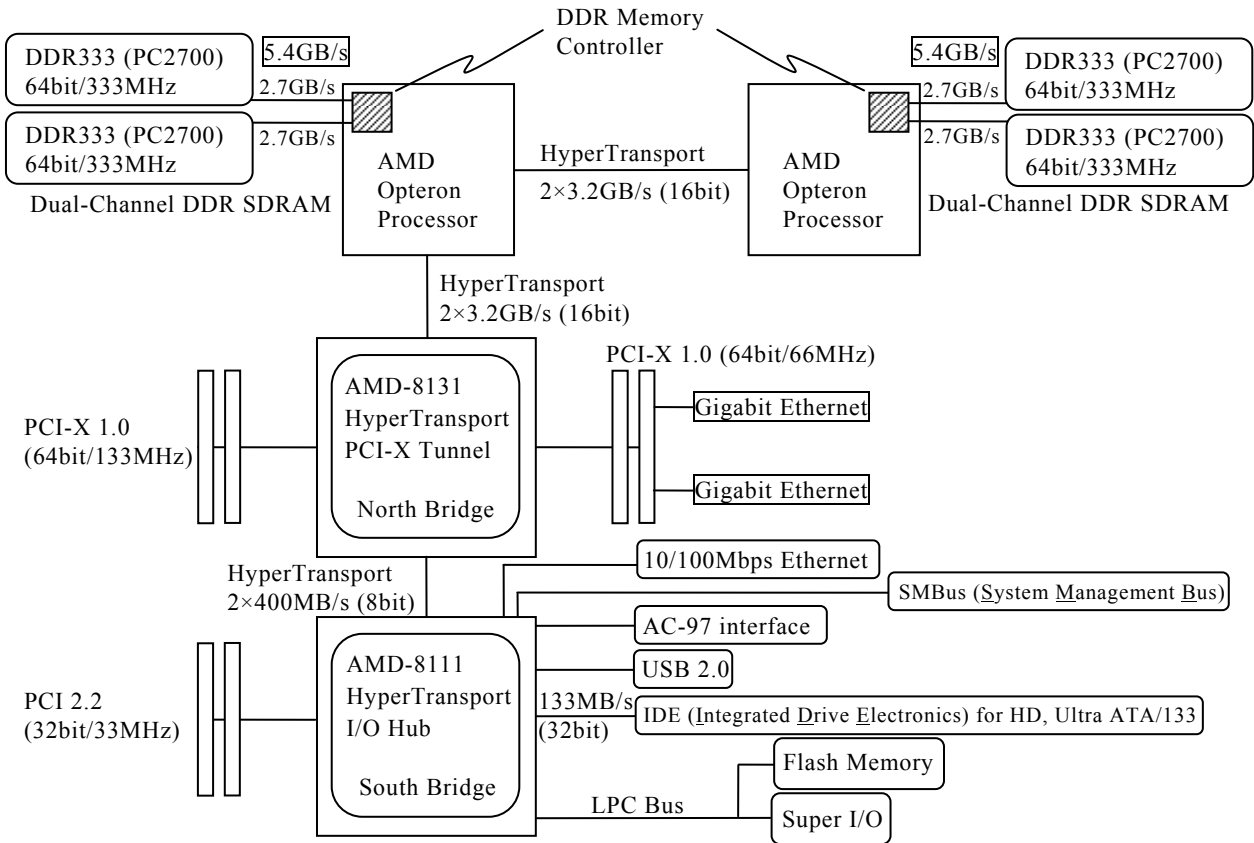 DDR Memory
Controller
DDR333 (PC2700)
64bit/333MHz
5.4GB/s
2.7GB/s
DDR333 (PC2700)
64bit/333MHz
2.7GB/s
Dual-Channel DDR SDRAM
AMD
Opteron
Processor
HyperTransport
2×3.2GB/s (16bit)
AMD
Opteron
Processor
5.4GB/s
2.7GB/s
DDR333 (PC2700)
64bit/333MHz
2.7GB/s
DDR333 (PC2700)
64bit/333MHz
Dual-Channel DDR SDRAM
HyperTransport
2×3.2GB/s (16bit)
PCI-X 1.0
(64bit/133MHz)
AMD-8131
HyperTransport
PCI-X Tunnel
North Bridge
PCI-X 1.0 (64bit/66MHz)
Gigabit Ethernet
Gigabit Ethernet
HyperTransport
2×400MB/s (8bit)
10/100Mbps Ethernet
SMBus (System Management Bus)
AC-97 interface
USB 2.0
PCI 2.2
(32bit/33MHz)
AMD-8111
HyperTransport
I/O Hub
South Bridge
133MB/s
(32bit)
IDE (Integrated Drive Electronics) for HD, Ultra ATA/133
LPC Bus
Flash Memory
Super I/O